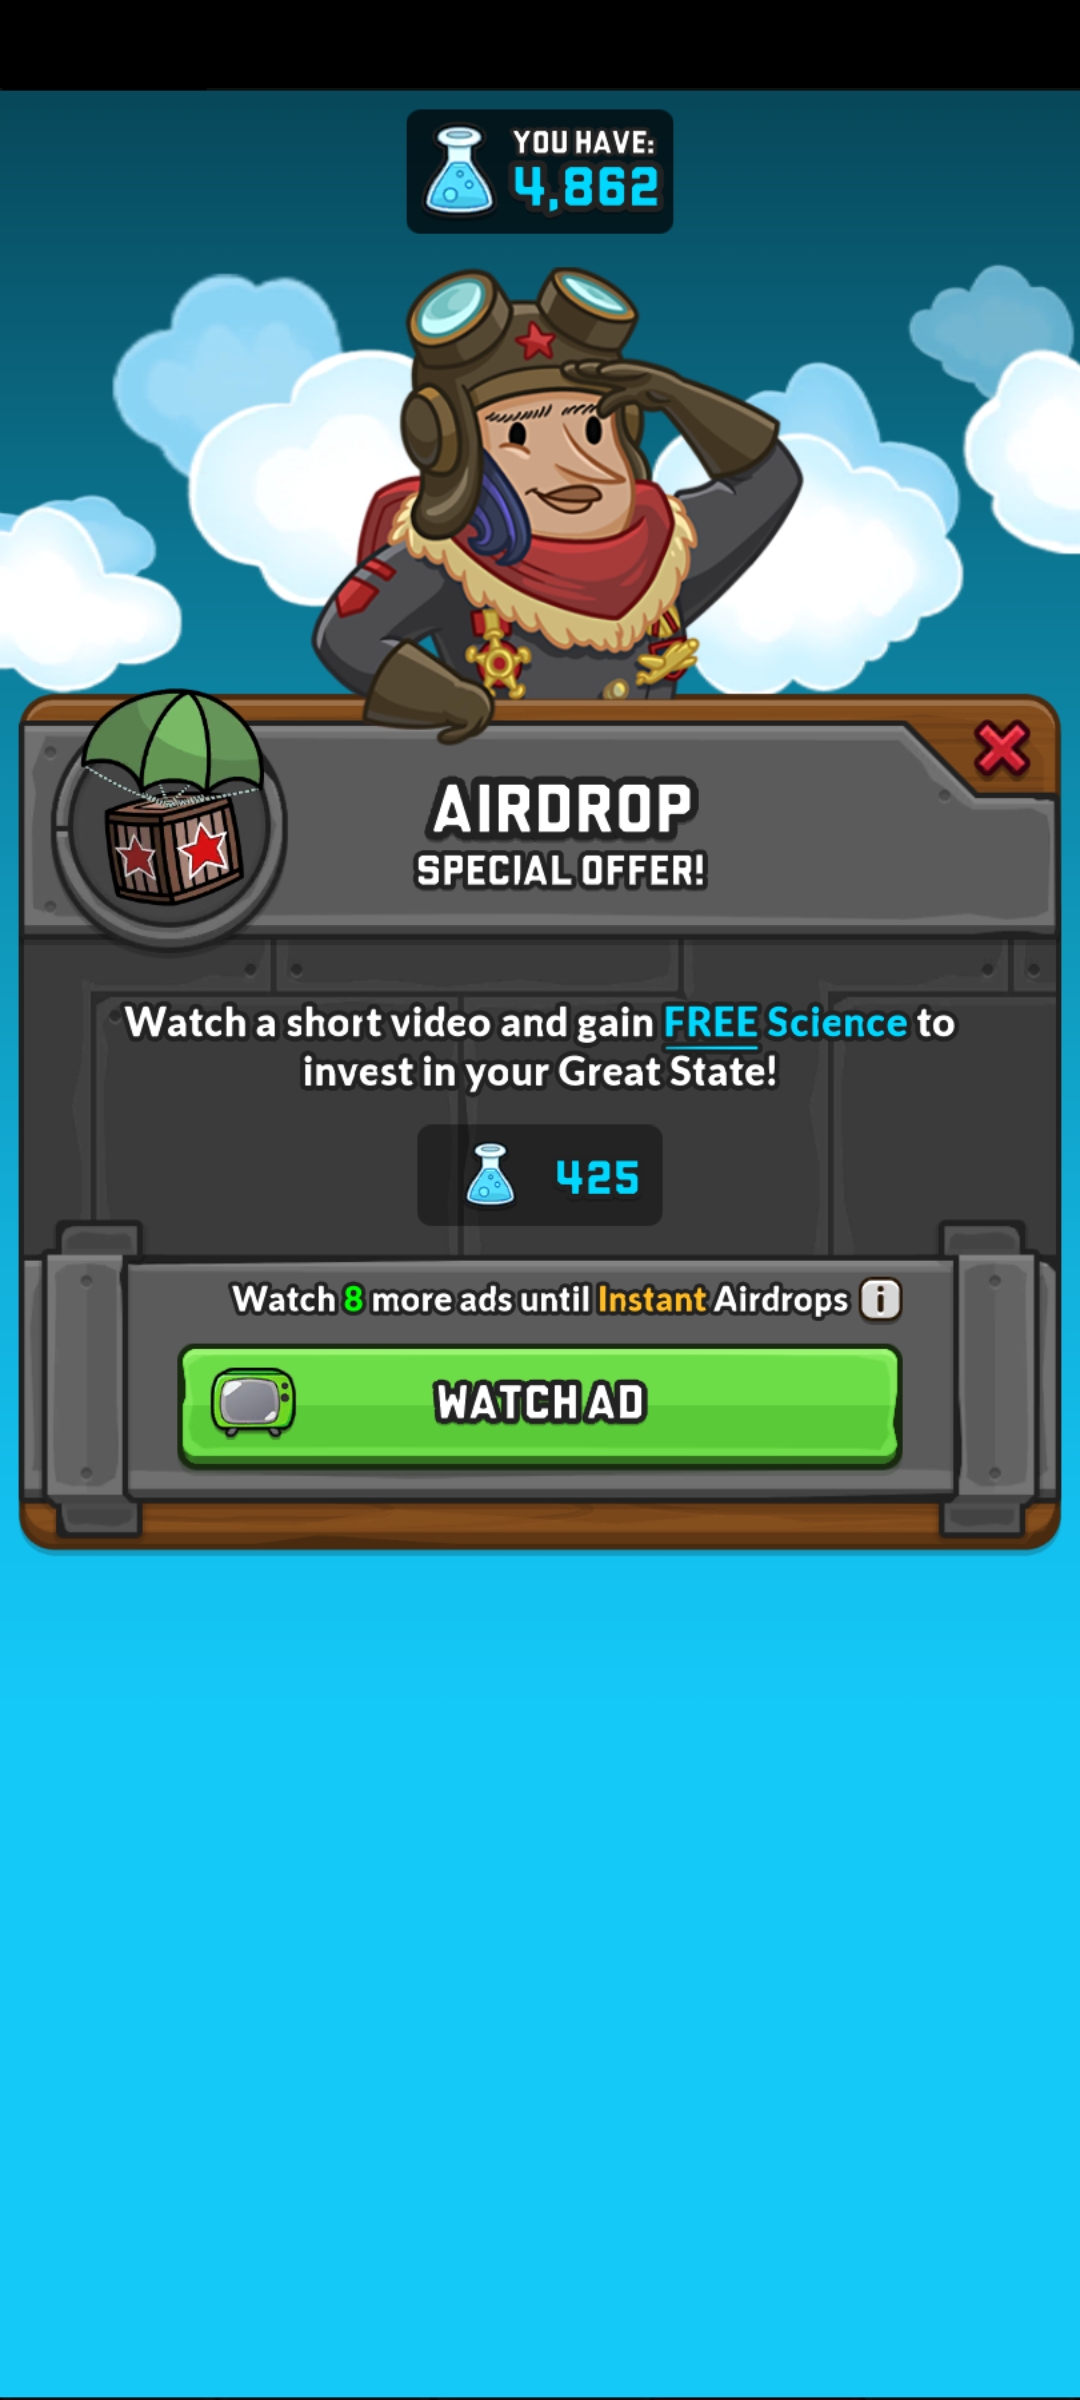 YOU HAVE:
4,862
AIRDROP
SPECIAL OFFER!
Watch a short video and gain FREE Science to
invest in your Great State!
425
Watch 8 more ads until Instant Airdrops i
WATCH AD